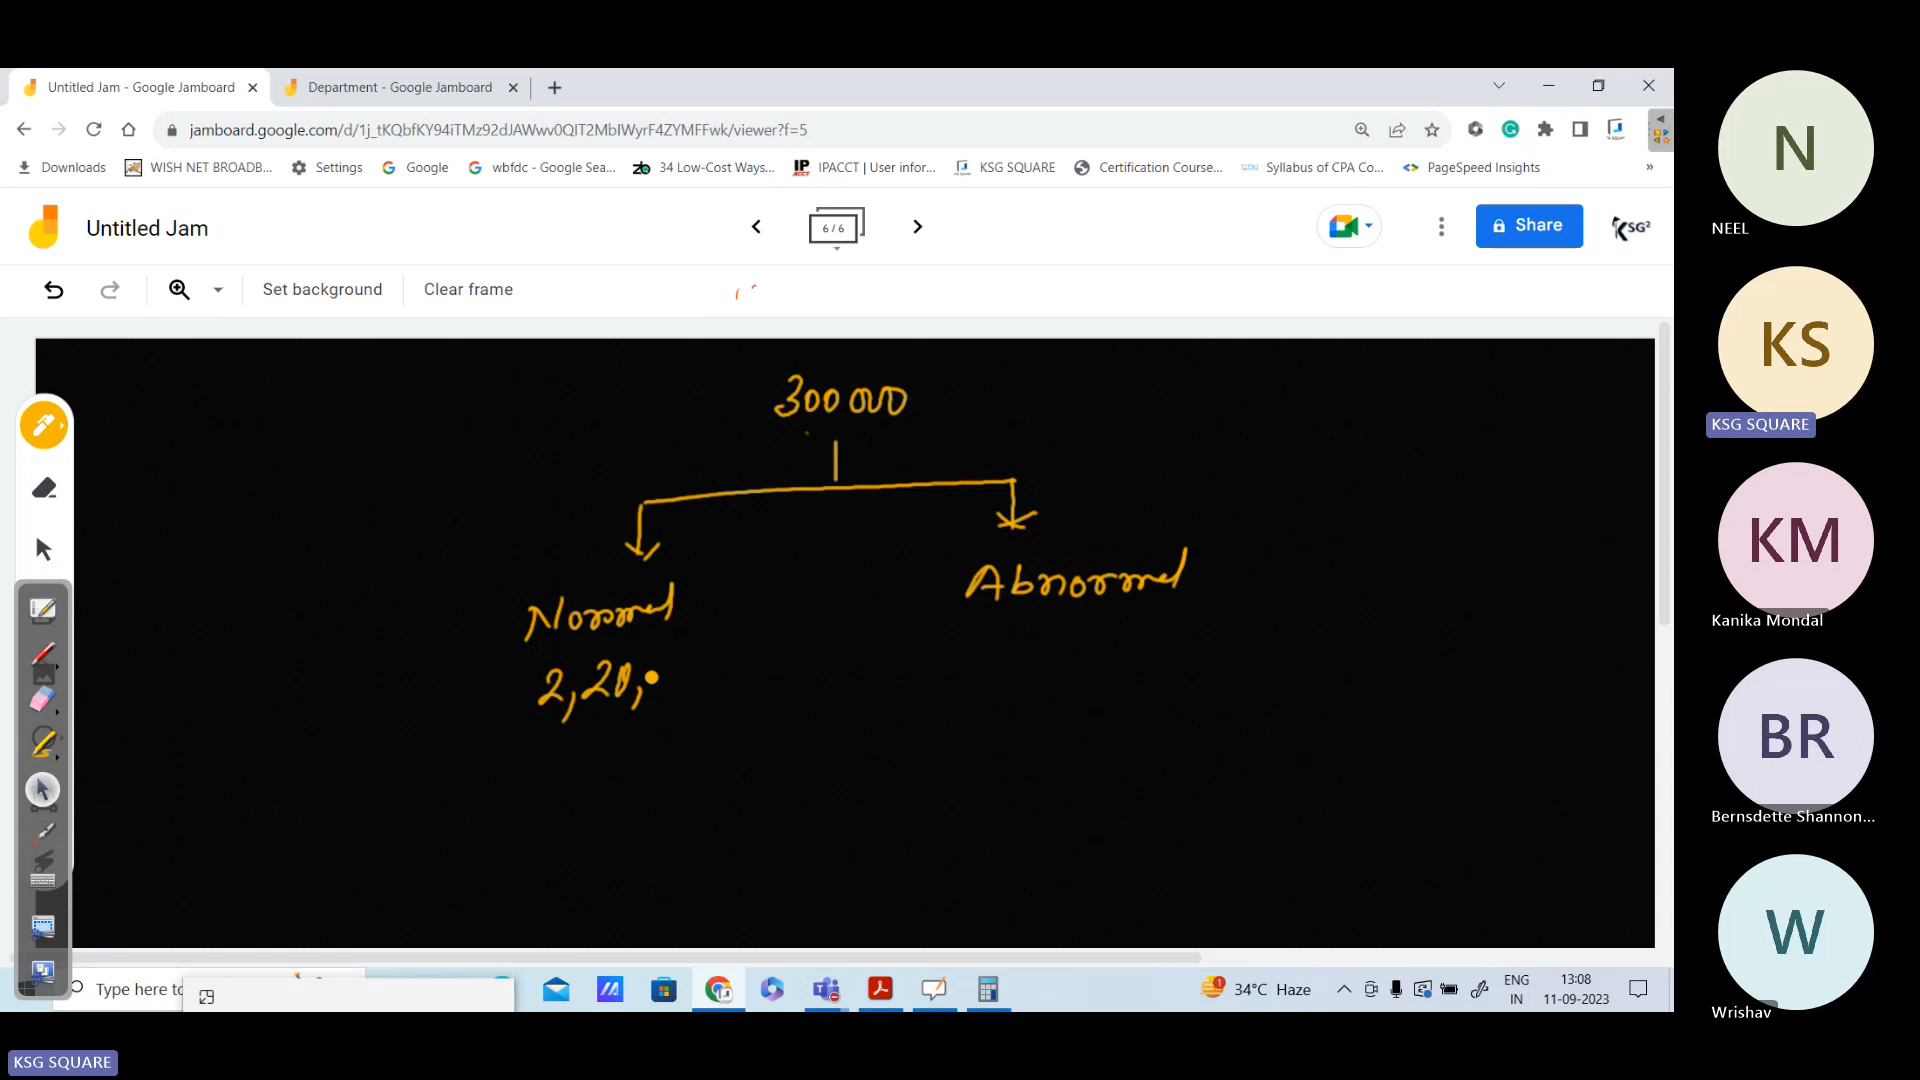 Untitled Jam - Google Jamboard
Department - Google Jamboard
jamboard.google.com/d/1j_tKQbfKY94iTMz92dJAWwv0QIT2MbIWyrF4ZYMFFwk/viewer?f=5
Downloads
WISH NET BROADB...
Settings
Google
wbfdc - Google Sea...
34 Low-Cost Ways...
IPACCT | User infor...
KSG SQUARE
Certification Course...
Syllabus of CPA Co...
PageSpeed Insights
»
Untitled Jam
6 / 6
Share
KSG²
Set background
Clear frame
300000
Normal
Abnormal
2,20,
N
NEEL
KS
KSG SQUARE
KM
Kanika Mondal
BR
Bernsdette Shannon...
W
Wrishav
Type here to
34°C Haze
ENG
IN
13:08
11-09-2023
KSG SQUARE